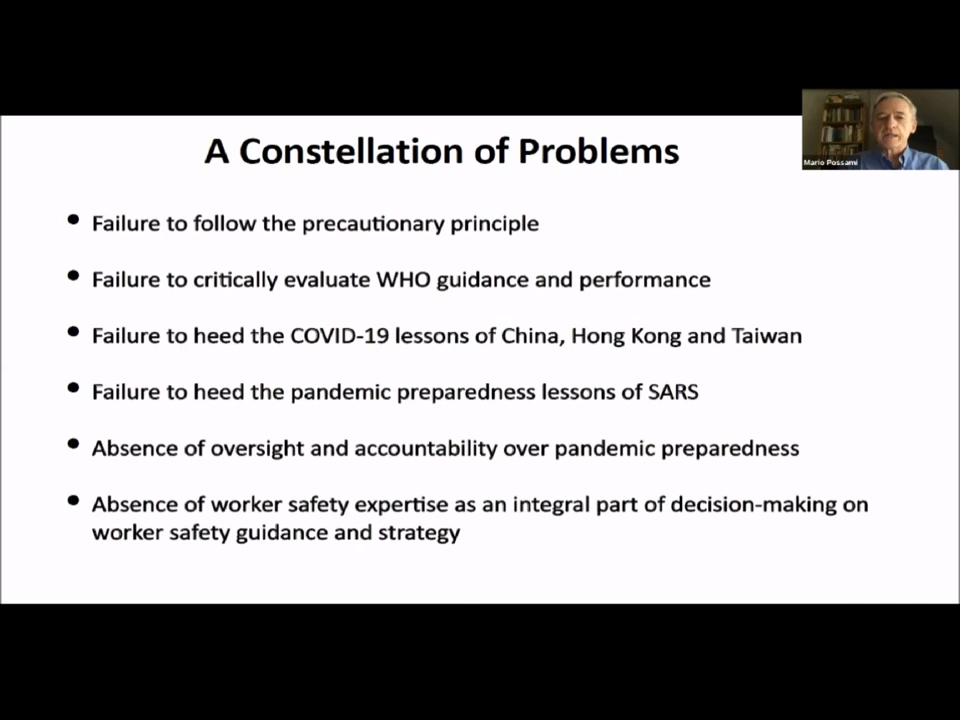 A Constellation of Problems
Mario Possami
• Failure to follow the precautionary principle
• Failure to critically evaluate WHO guidance and performance
• Failure to heed the COVID-19 lessons of China, Hong Kong and Taiwan
• Failure to heed the pandemic preparedness lessons of SARS
• Absence of oversight and accountability over pandemic preparedness
• Absence of worker safety expertise as an integral part of decision-making on
worker safety guidance and strategy